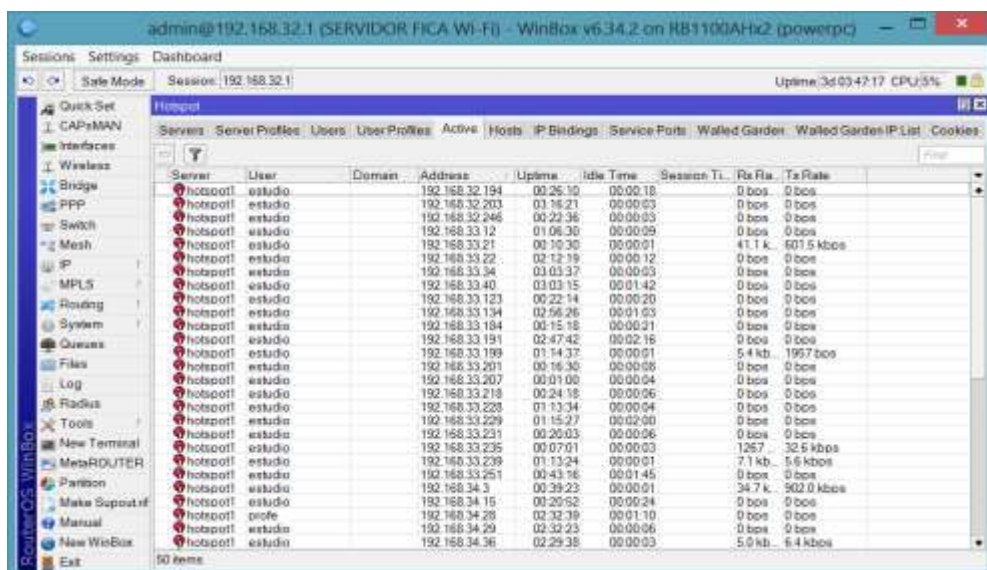 admin@192.168.32.1 (SERVIDOR FICA WI-FI) - WinBox v6.34.2 on RB1100AHx2 (powerpc)
Sessions Settings Dashboard
Safe Mode Session: 192.168.32.1 Uptime: 3d 03:47:17 CPU: 5%
Quick Set
CAPsMAN
Interfaces
Wireless
Bridge
PPP
Switch
Mesh
IP
MPLS
Routing
System
Queues
Files
Log
Radius
Tools
New Terminal
MetaROUTER
Partition
Make Supout.rif
Manual
New WinBox
Exit
RouterOS WinBox
Hotspot
Servers Server Profiles Users User Profiles Active Hosts IP Bindings Service Ports Walled Garden Walled Garden IP List Cookies
Find
Server User Domain Address Uptime Idle Time Session Ti... Rx Ra... Tx Rate
hotspot1 estudio 192.168.32.194 00:26:10 00:00:18 0 bps 0 bps
hotspot1 estudio 192.168.32.203 03:16:21 00:00:03 0 bps 0 bps
hotspot1 estudio 192.168.32.246 00:22:36 00:00:03 0 bps 0 bps
hotspot1 estudio 192.168.33.12 01:06:30 00:00:09 0 bps 0 bps
hotspot1 estudio 192.168.33.21 00:10:30 00:00:01 41.1 k... 601.5 kbps
hotspot1 estudio 192.168.33.22 02:12:19 00:00:12 0 bps 0 bps
hotspot1 estudio 192.168.33.34 03:03:37 00:00:03 0 bps 0 bps
hotspot1 estudio 192.168.33.40 03:03:15 00:01:42 0 bps 0 bps
hotspot1 estudio 192.168.33.123 00:22:14 00:00:20 0 bps 0 bps
hotspot1 estudio 192.168.33.134 02:56:26 00:01:03 0 bps 0 bps
hotspot1 estudio 192.168.33.184 00:15:18 00:00:21 0 bps 0 bps
hotspot1 estudio 192.168.33.191 02:47:42 00:02:16 0 bps 0 bps
hotspot1 estudio 192.168.33.199 01:14:37 00:00:01 5.4 kb... 1957 bps
hotspot1 estudio 192.168.33.201 00:16:30 00:00:08 0 bps 0 bps
hotspot1 estudio 192.168.33.207 00:01:00 00:00:04 0 bps 0 bps
hotspot1 estudio 192.168.33.218 00:24:18 00:00:06 0 bps 0 bps
hotspot1 estudio 192.168.33.228 01:13:34 00:00:04 0 bps 0 bps
hotspot1 estudio 192.168.33.229 01:15:27 00:02:00 0 bps 0 bps
hotspot1 estudio 192.168.33.231 00:20:03 00:00:06 0 bps 0 bps
hotspot1 estudio 192.168.33.235 00:07:01 00:00:03 1267 ... 32.6 kbps
hotspot1 estudio 192.168.33.239 01:13:24 00:00:01 7.1 kb... 5.6 kbps
hotspot1 estudio 192.168.33.251 00:43:16 00:01:45 0 bps 0 bps
hotspot1 estudio 192.168.34.3 00:39:23 00:00:01 34.7 k... 902.0 kbps
hotspot1 estudio 192.168.34.15 00:20:52 00:00:24 0 bps 0 bps
hotspot1 profe 192.168.34.28 02:32:39 00:01:10 0 bps 0 bps
hotspot1 estudio 192.168.34.29 02:32:23 00:00:06 0 bps 0 bps
hotspot1 estudio 192.168.34.36 02:29:38 00:00:03 5.0 kb... 6.4 kbps
50 items